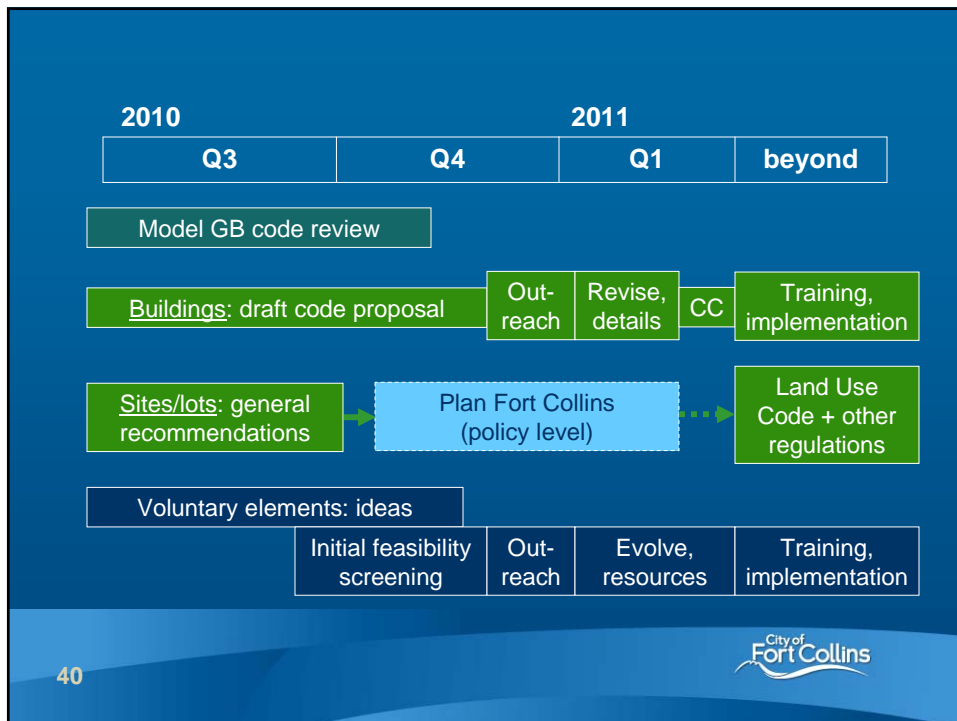 2010 2011
Q3 Q4 Q1 beyond
Model GB code review
Buildings: draft code proposal
Out-
reach
Revise,
details
CC
Training,
implementation
Sites/lots: general
recommendations
Plan Fort Collins
(policy level)
Land Use
Code + other
regulations
Voluntary elements: ideas
Initial feasibility
screening
Out-
reach
Evolve,
resources
Training,
implementation
40
City of
Fort Collins